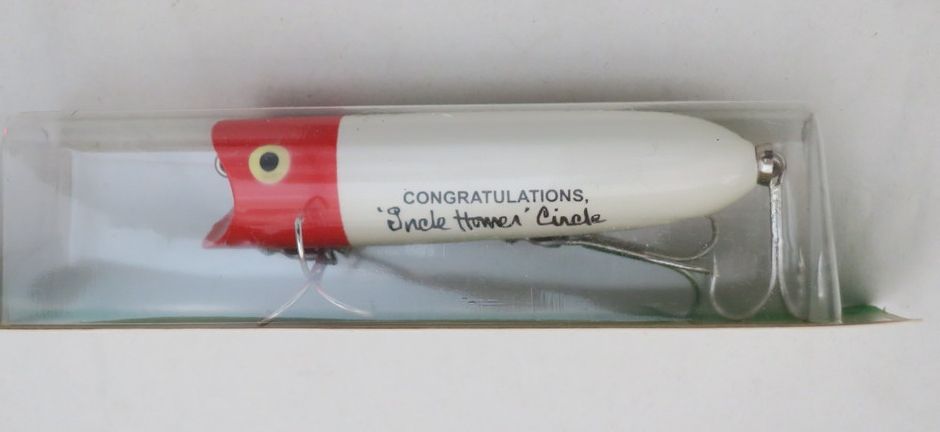 CONGRATULATIONS,
'Uncle Homer' Circle